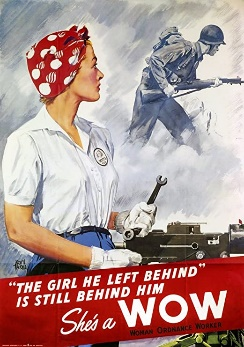 "THE GIRL HE LEFT BEHIND"
IS STILL BEHIND HIM
She's a WOW
WOMAN ORDNANCE WORKER